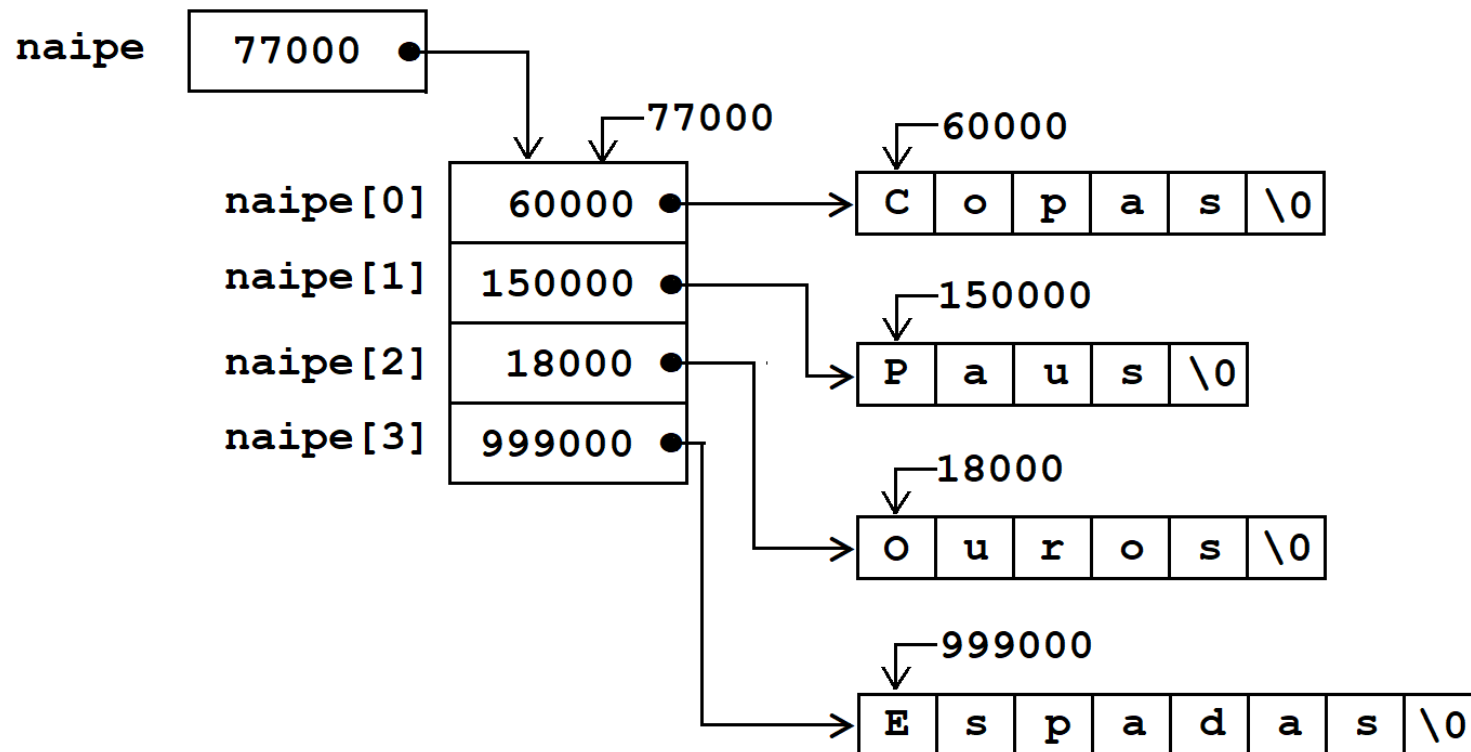 naipe 77000
77000
60000
naipe[0] 60000 C o p a s \0
naipe[1] 150000
150000
naipe[2] 18000 P a u s \0
naipe[3] 999000
18000
O u r o s \0
999000
E s p a d a s \0